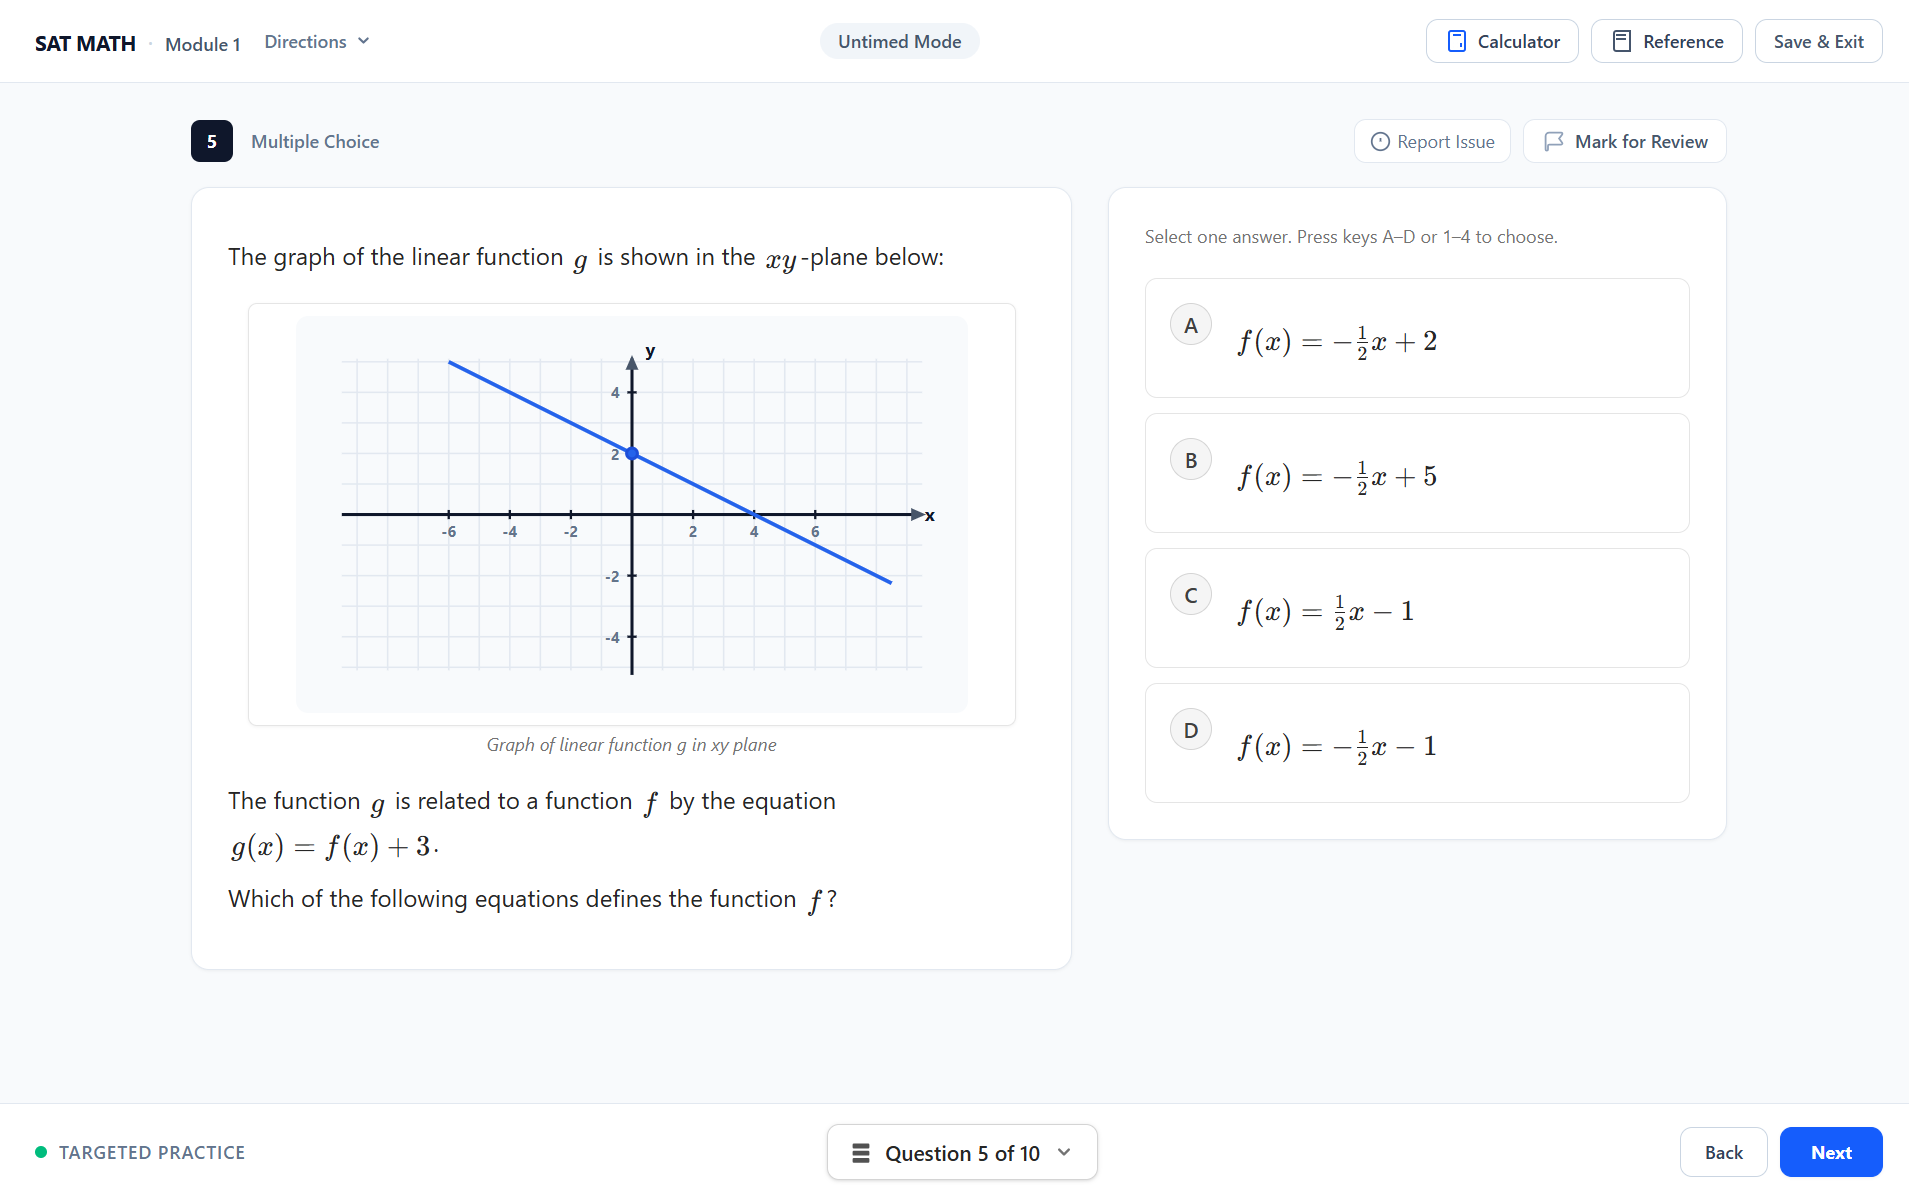 SAT MATH · Module 1 Directions
Untimed Mode
Calculator
Reference
Save & Exit
5
Multiple Choice
Report Issue
Mark for Review
The graph of the linear function g is shown in the xy-plane below:
y
4
2
-6 -4 -2 2 4 6
x
-2
-4
Graph of linear function g in xy plane
The function g is related to a function f by the equation
g(x) = f(x) + 3.
Which of the following equations defines the function f?
Select one answer. Press keys A–D or 1–4 to choose.
A f(x) = −1/2x + 2
B f(x) = −1/2x + 5
C f(x) = 1/2x − 1
D f(x) = −1/2x − 1
TARGETED PRACTICE
Question 5 of 10
Back
Next